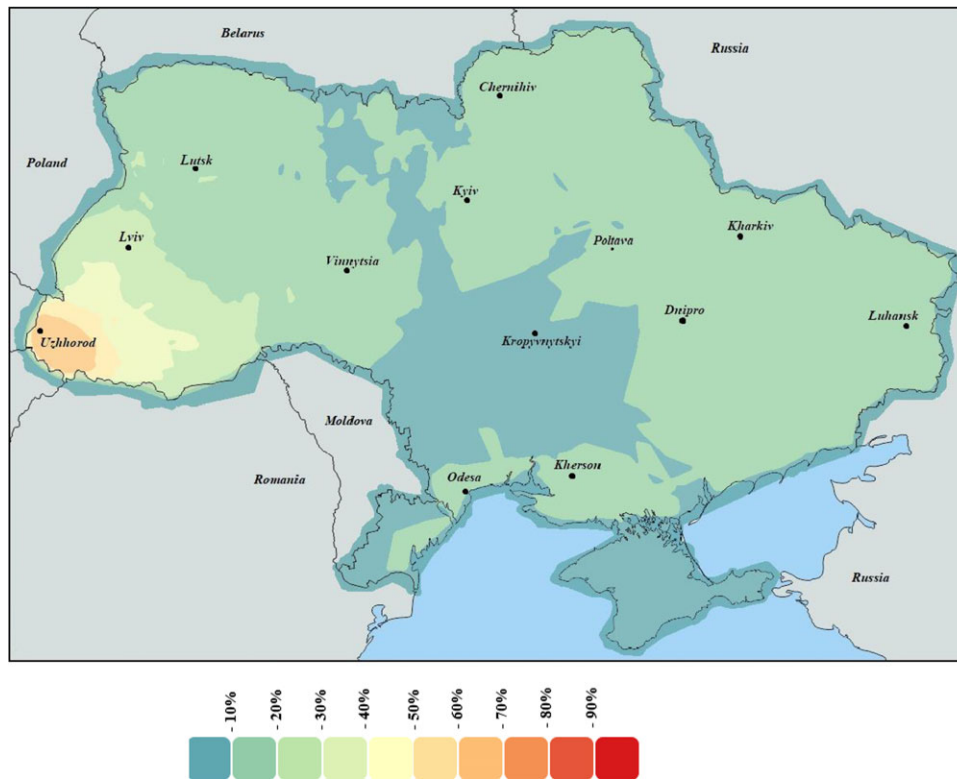 Belarus
Russia
Chernihiv
Poland
Lutsk
Kyiv
Lviv
Poltava
Kharkiv
Vinnytsia
Dnipro
Luhansk
Uzhhorod
Kropyvnytskyi
Moldova
Romania
Odesa
Kherson
Russia
- 10%
- 20%
- 30%
- 40%
- 50%
- 60%
- 70%
- 80%
- 90%